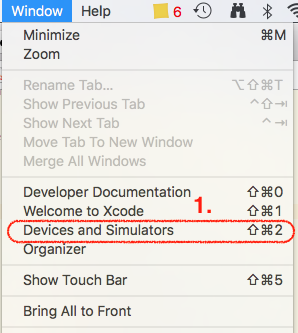 Window Help 6
Minimize ⌘M
Zoom
Rename Tab... ⌥⇧⌘T
Show Previous Tab ^⇧⇥
Show Next Tab ^⇥
Move Tab To New Window
Merge All Windows
Developer Documentation ⇧⌘0
Welcome to Xcode 1. ⇧⌘1
Devices and Simulators ⇧⌘2
Organizer
Show Touch Bar ⇧⌘5
Bring All to Front